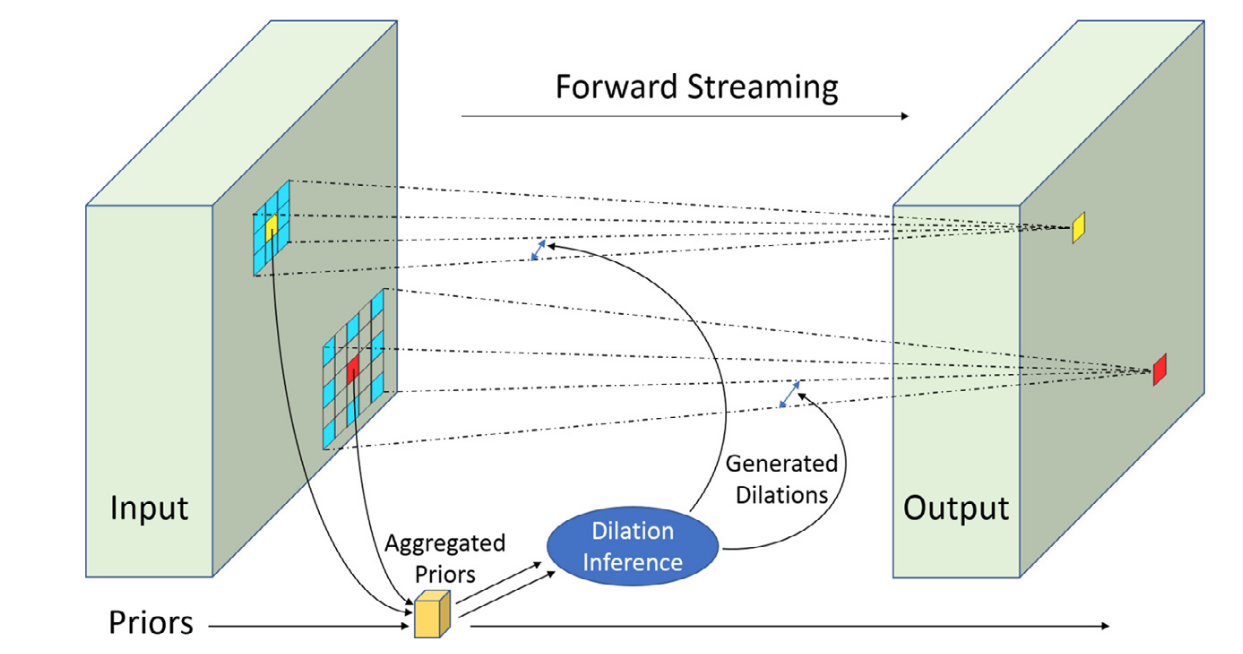 Forward Streaming
Input
Output
Generated
Dilations
Dilation
Inference
Aggregated
Priors
Priors